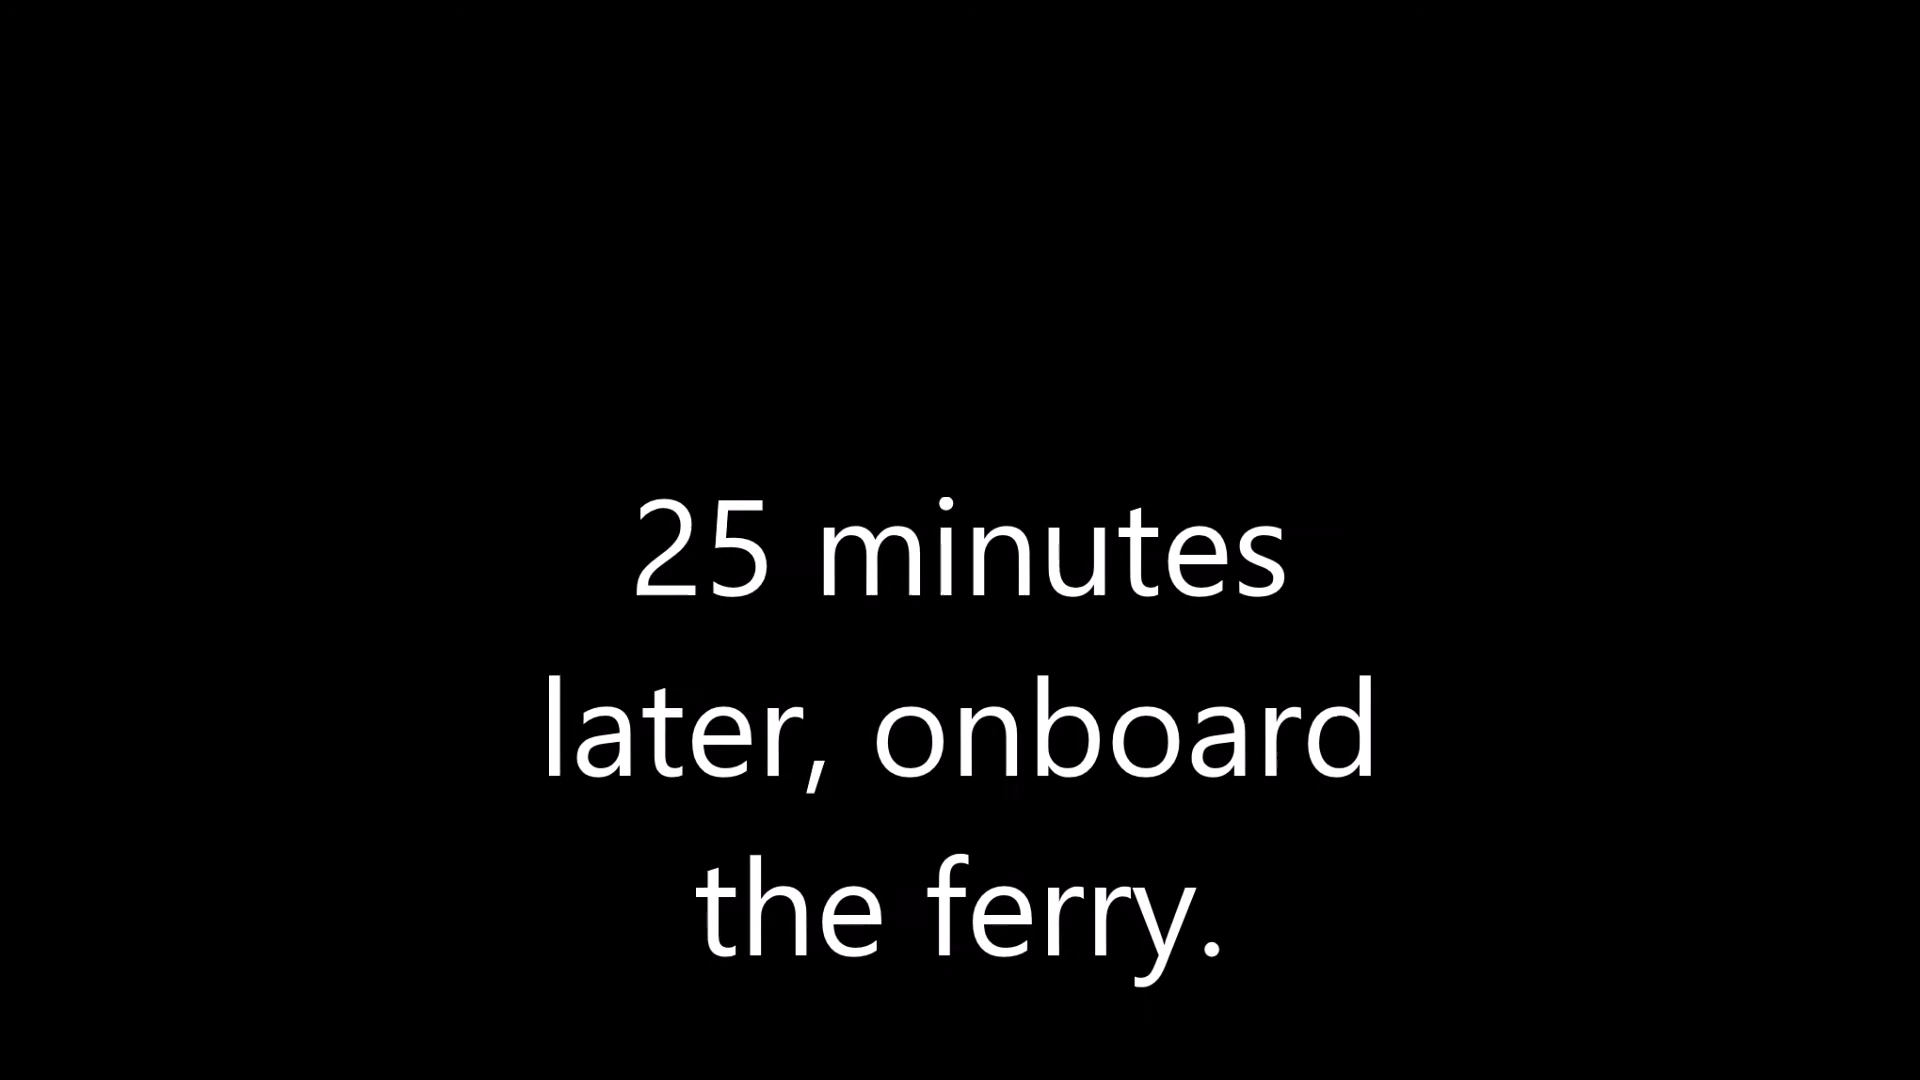 25 minutes
later, onboard
the ferry.